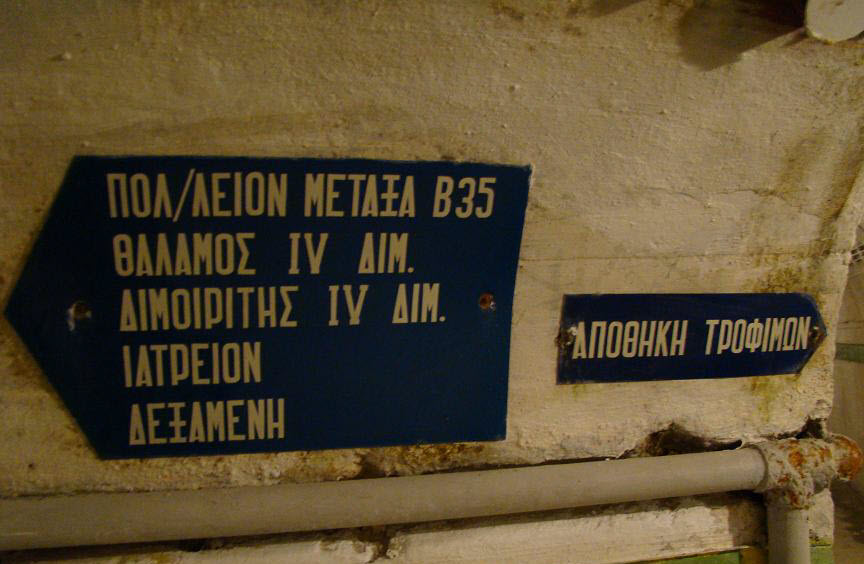 ΠΟΛ/ΛΕΙΟΝ ΜΕΤΑΞΑ Β35
ΘΑΛΑΜΟΣ IV ΔΙΜ.
ΔΙΜΟΙΡΙΤΗΣ IV ΔΙΜ.
ΙΑΤΡΕΙΟΝ
ΔΕΞΑΜΕΝΗ
ΑΠΟΘΗΚΗ ΤΡΟΦΙΜΩΝ